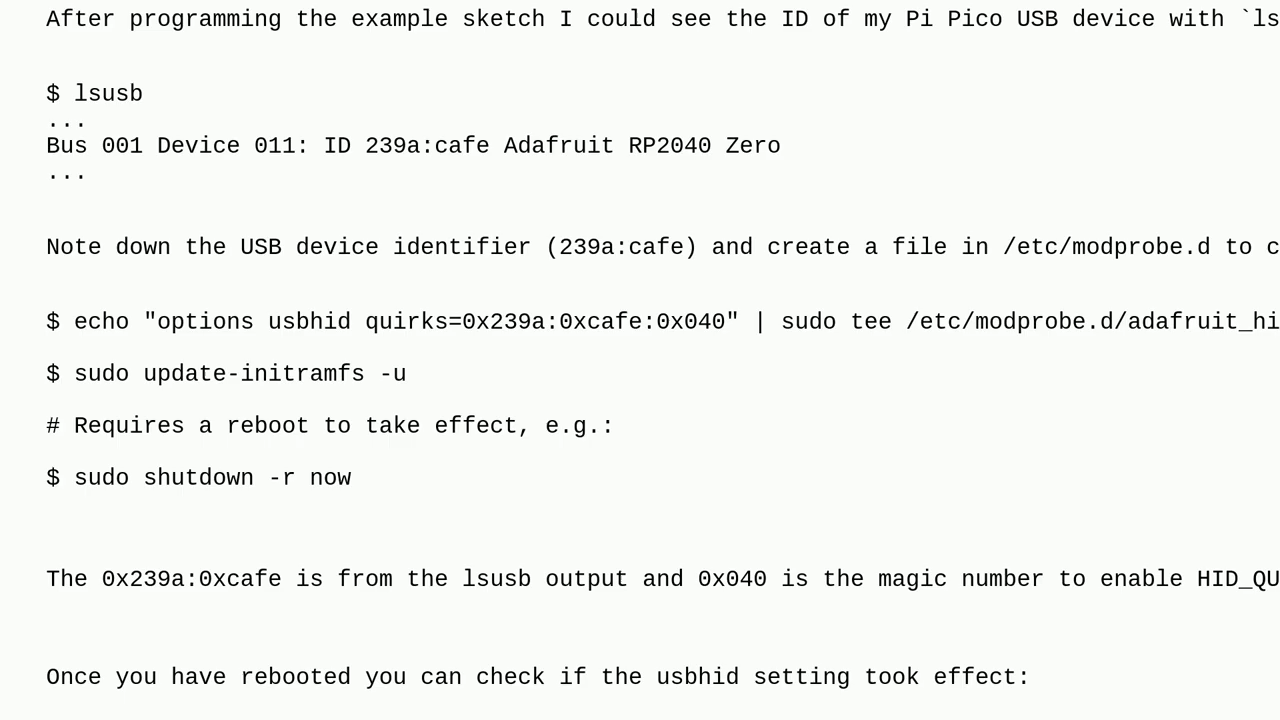 After programming the example sketch I could see the ID of my Pi Pico USB device with `ls
$ lsusb
...
Bus 001 Device 011: ID 239a:cafe Adafruit RP2040 Zero
...
Note down the USB device identifier (239a:cafe) and create a file in /etc/modprobe.d to c
$ echo "options usbhid quirks=0x239a:0xcafe:0x040" | sudo tee /etc/modprobe.d/adafruit_hi
$ sudo update-initramfs -u
# Requires a reboot to take effect, e.g.:
$ sudo shutdown -r now
The 0x239a:0xcafe is from the lsusb output and 0x040 is the magic number to enable HID_QU
Once you have rebooted you can check if the usbhid setting took effect: